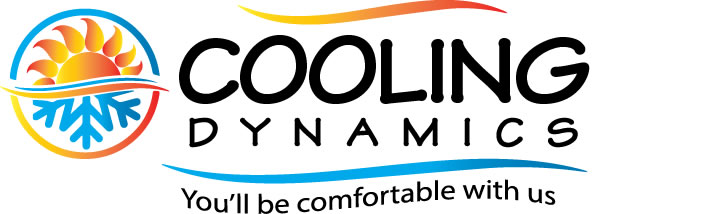 COOLING
DYNAMICS
You'll be comfortable with us